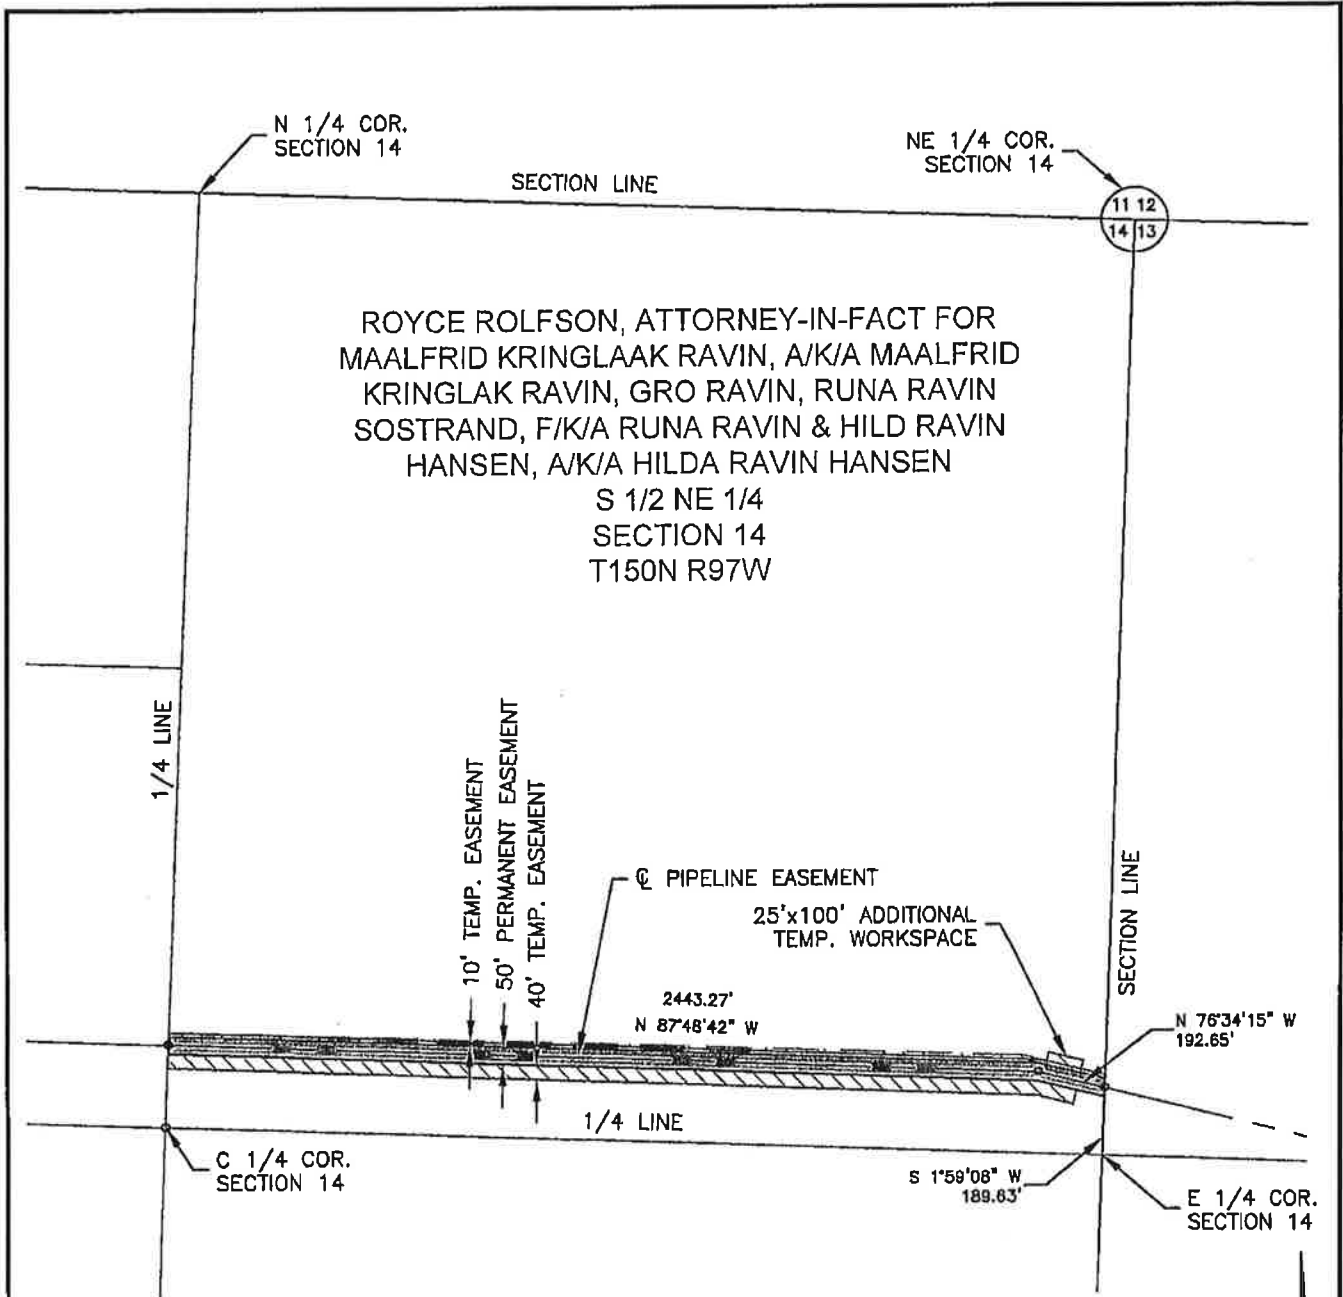 N 1/4 COR.
SECTION 14
NE 1/4 COR.
SECTION 14
SECTION LINE
11 12
14 13
ROYCE ROLFSON, ATTORNEY-IN-FACT FOR
MAALFRID KRINGLAAK RAVIN, A/K/A MAALFRID
KRINGLAK RAVIN, GRO RAVIN, RUNA RAVIN
SOSTRAND, F/K/A RUNA RAVIN & HILD RAVIN
HANSEN, A/K/A HILDA RAVIN HANSEN
S 1/2 NE 1/4
SECTION 14
T150N R97W
1/4 LINE
10' TEMP. EASEMENT
50' PERMANENT EASEMENT
40' TEMP. EASEMENT
℄ PIPELINE EASEMENT
25'x100' ADDITIONAL
TEMP. WORKSPACE
SECTION LINE
2443.27'
N 87°48'42" W
N 76°34'15" W
192.65'
1/4 LINE
C 1/4 COR.
SECTION 14
S 1°59'08" W
189.63'
E 1/4 COR.
SECTION 14